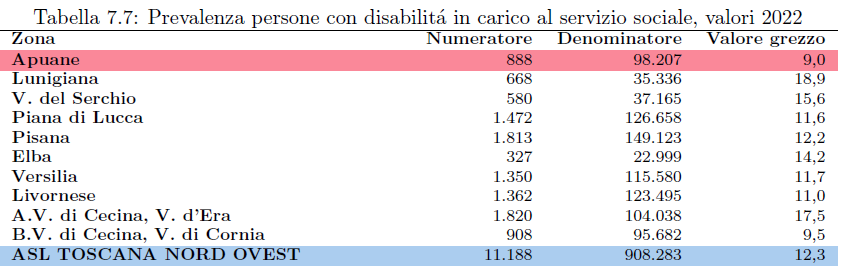 Tabella 7.7: Prevalenza persone con disabilitá in carico al servizio sociale, valori 2022
Zona Numeratore Denominatore Valore grezzo
Apuane 888 98.207 9,0
Lunigiana 668 35.336 18,9
V. del Serchio 580 37.165 15,6
Piana di Lucca 1.472 126.658 11,6
Pisana 1.813 149.123 12,2
Elba 327 22.999 14,2
Versilia 1.350 115.580 11,7
Livornese 1.362 123.495 11,0
A.V. di Cecina, V. d'Era 1.820 104.038 17,5
B.V. di Cecina, V. di Cornia 908 95.682 9,5
ASL TOSCANA NORD OVEST 11.188 908.283 12,3